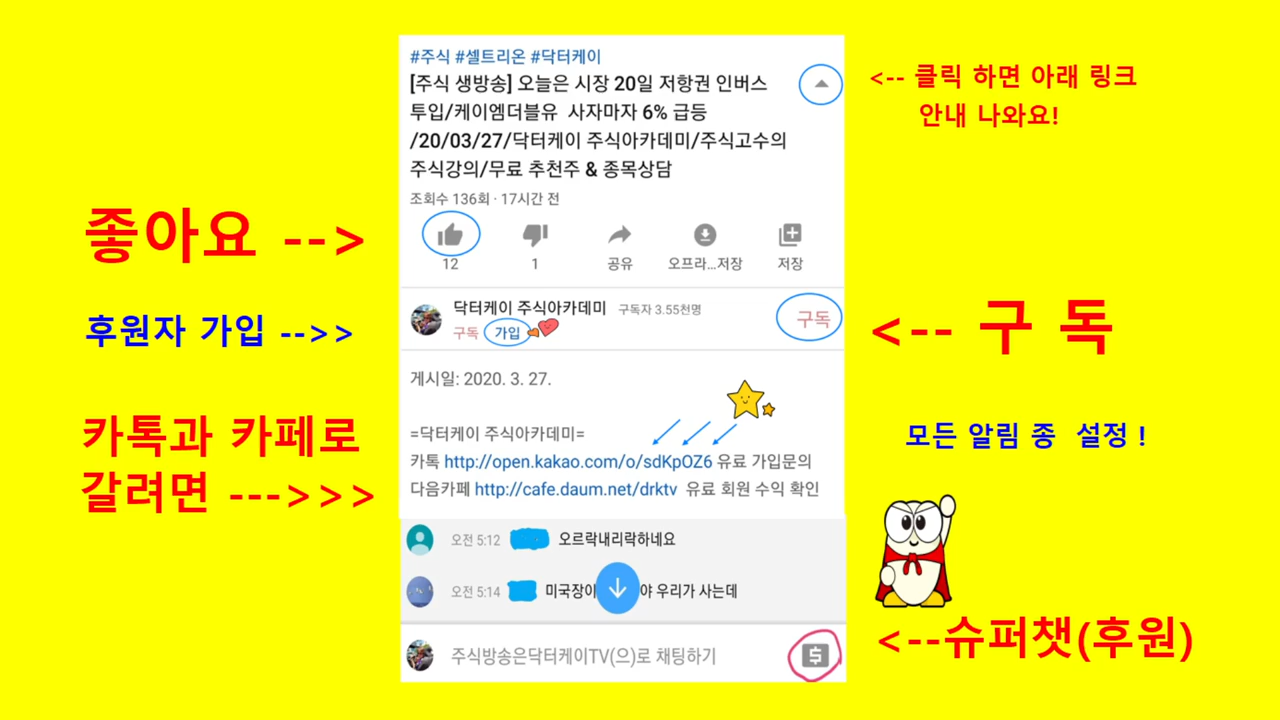 #주식 #셀트리온 #닥터케이
[주식 생방송] 오늘은 시장 20일 저항권 인버스
투입/케이엠더블유 사자마자 6% 급등
/20/03/27/닥터케이 주식아카데미/주식고수의
주식강의/무료 추천주 & 종목상담
조회수 136회 · 17시간 전
<-- 클릭 하면 아래 링크
안내 나와요!
좋아요 -->
12
1
공유
오프라...저장
저장
후원자 가입 -->>
닥터케이 주식아카데미 구독자 3.55천명
구독 가입
구독
<-- 구 독
게시일: 2020. 3. 27.
카톡과 카페로
갈려면 --->>>
모든 알림 종 설정 !
=닥터케이 주식아카데미=
카톡 http://open.kakao.com/o/sdKpOZ6 유료 가입문의
다음카페 http://cafe.daum.net/drktv 유료 회원 수익 확인
오전 5:12 오르락내리락하네요
오전 5:14 미국장이 야 우리가 사는데
주식방송은닥터케이TV(으)로 채팅하기
$
<--슈퍼챗(후원)